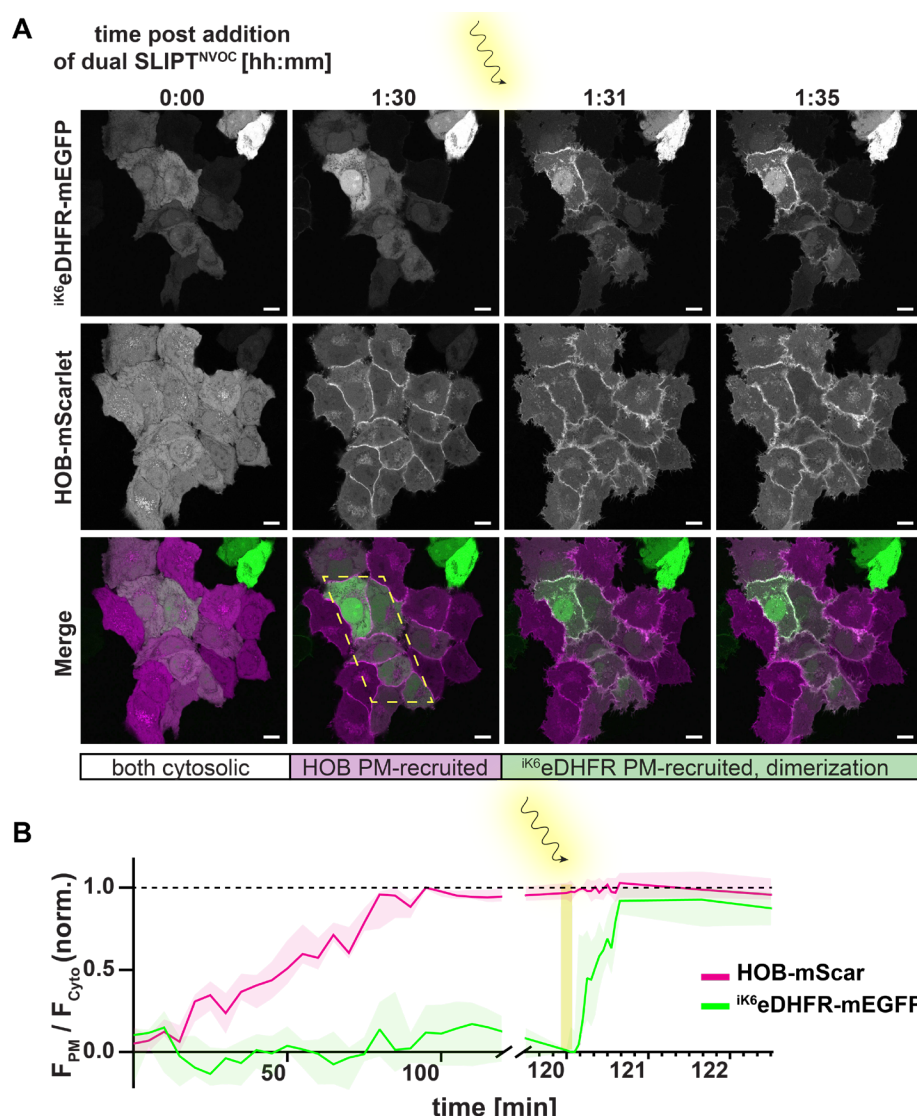 A
time post addition
of dual SLIPTᴺⱽᴼᶜ [hh:mm]
0:00 1:30 1:31 1:35
ⁱᴷ⁶eDHFR-mEGFP
HOB-mScarlet
Merge
both cytosolic HOB PM-recruited ⁱᴷ⁶eDHFR PM-recruited, dimerization
B
F_PM / F_Cyto (norm.)
1.0
0.5
0.0
50 100 120 121 122
time [min]
HOB-mScar
ⁱᴷ⁶eDHFR-mEGFP